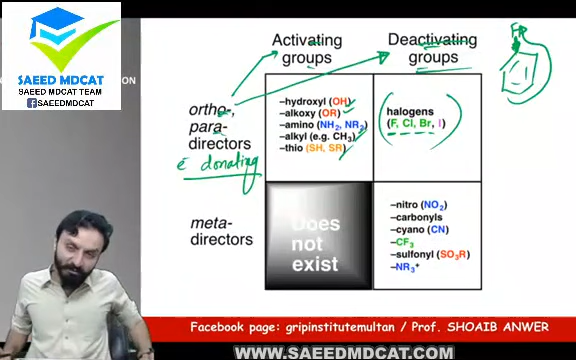 Activating
groups
Deactivating
groups
SAEED MDCAT
SAEED MDCAT
SAEEDMDCAT
ortho-,
para-
directors
e⁻ donating
–hydroxyl (OH)
–alkoxy (OR)
–amino (NH2, NR2)
–alkyl (e.g. CH3)
–thio (SH, SR)
halogens
(F, Cl, Br, I)
meta-
directors
Does
not
exist
–nitro (NO2)
–carbonyls
–cyano (CN)
–CF3
–sulfonyl (SO3R)
–NR3+
Facebook page: gripinstitutemultan / Prof. SHOAIB ANWER
WWW.SAEEDMDCAT.COM